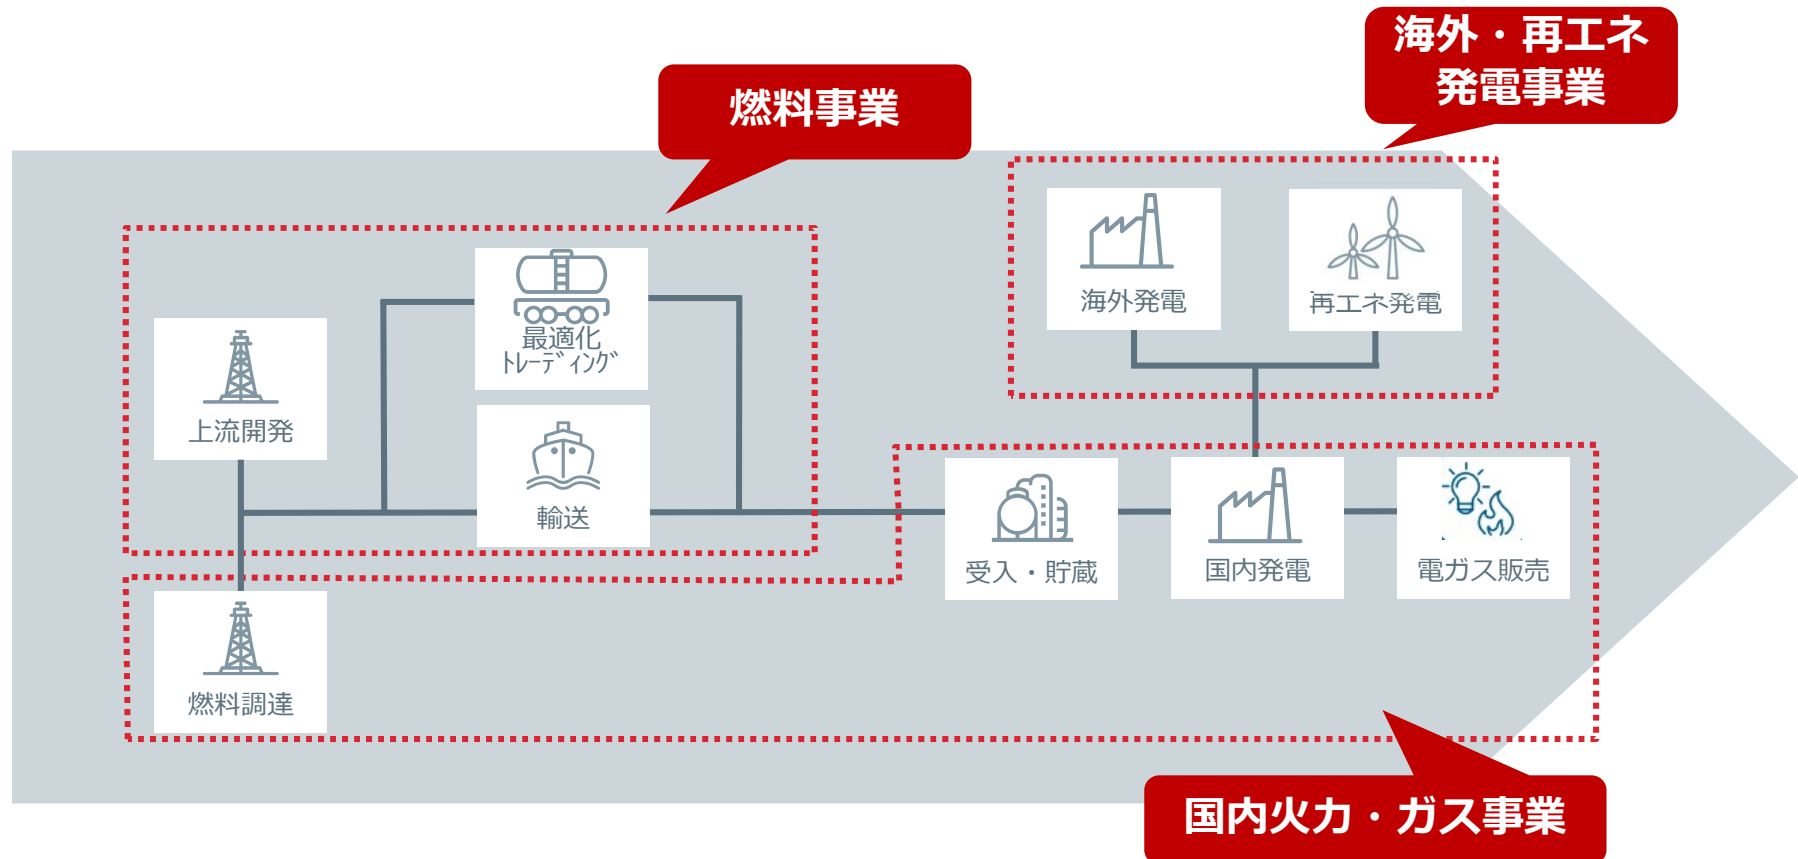 海外・再エネ
発電事業
燃料事業
海外発電
再エネ発電
最適化
ﾄﾚｰﾃﾞｨﾝｸﾞ
上流開発
輸送
受入・貯蔵
国内発電
電ガス販売
燃料調達
国内火力・ガス事業